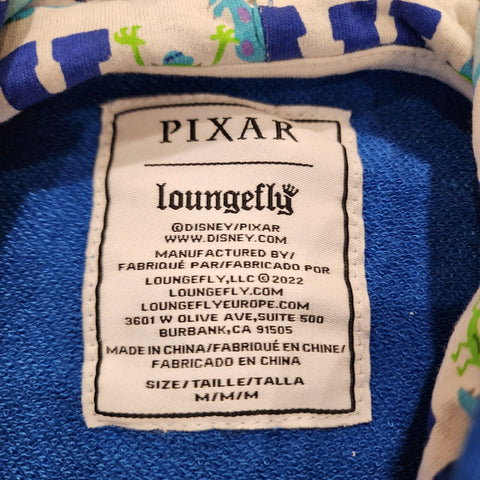 PIXAR
loungefly
©DISNEY/PIXAR
WWW.DISNEY.COM
MANUFACTURED BY/
FABRIQUÉ PAR/FABRICADO POR
LOUNGEFLY,LLC ©2022
LOUNGEFLY.COM
LOUNGEFLYEUROPE.COM
3601 W OLIVE AVE,SUITE 500
BURBANK,CA 91505
MADE IN CHINA/FABRIQUÉ EN CHINE/
FABRICADO EN CHINA
SIZE/TAILLE/TALLA
M/M/M